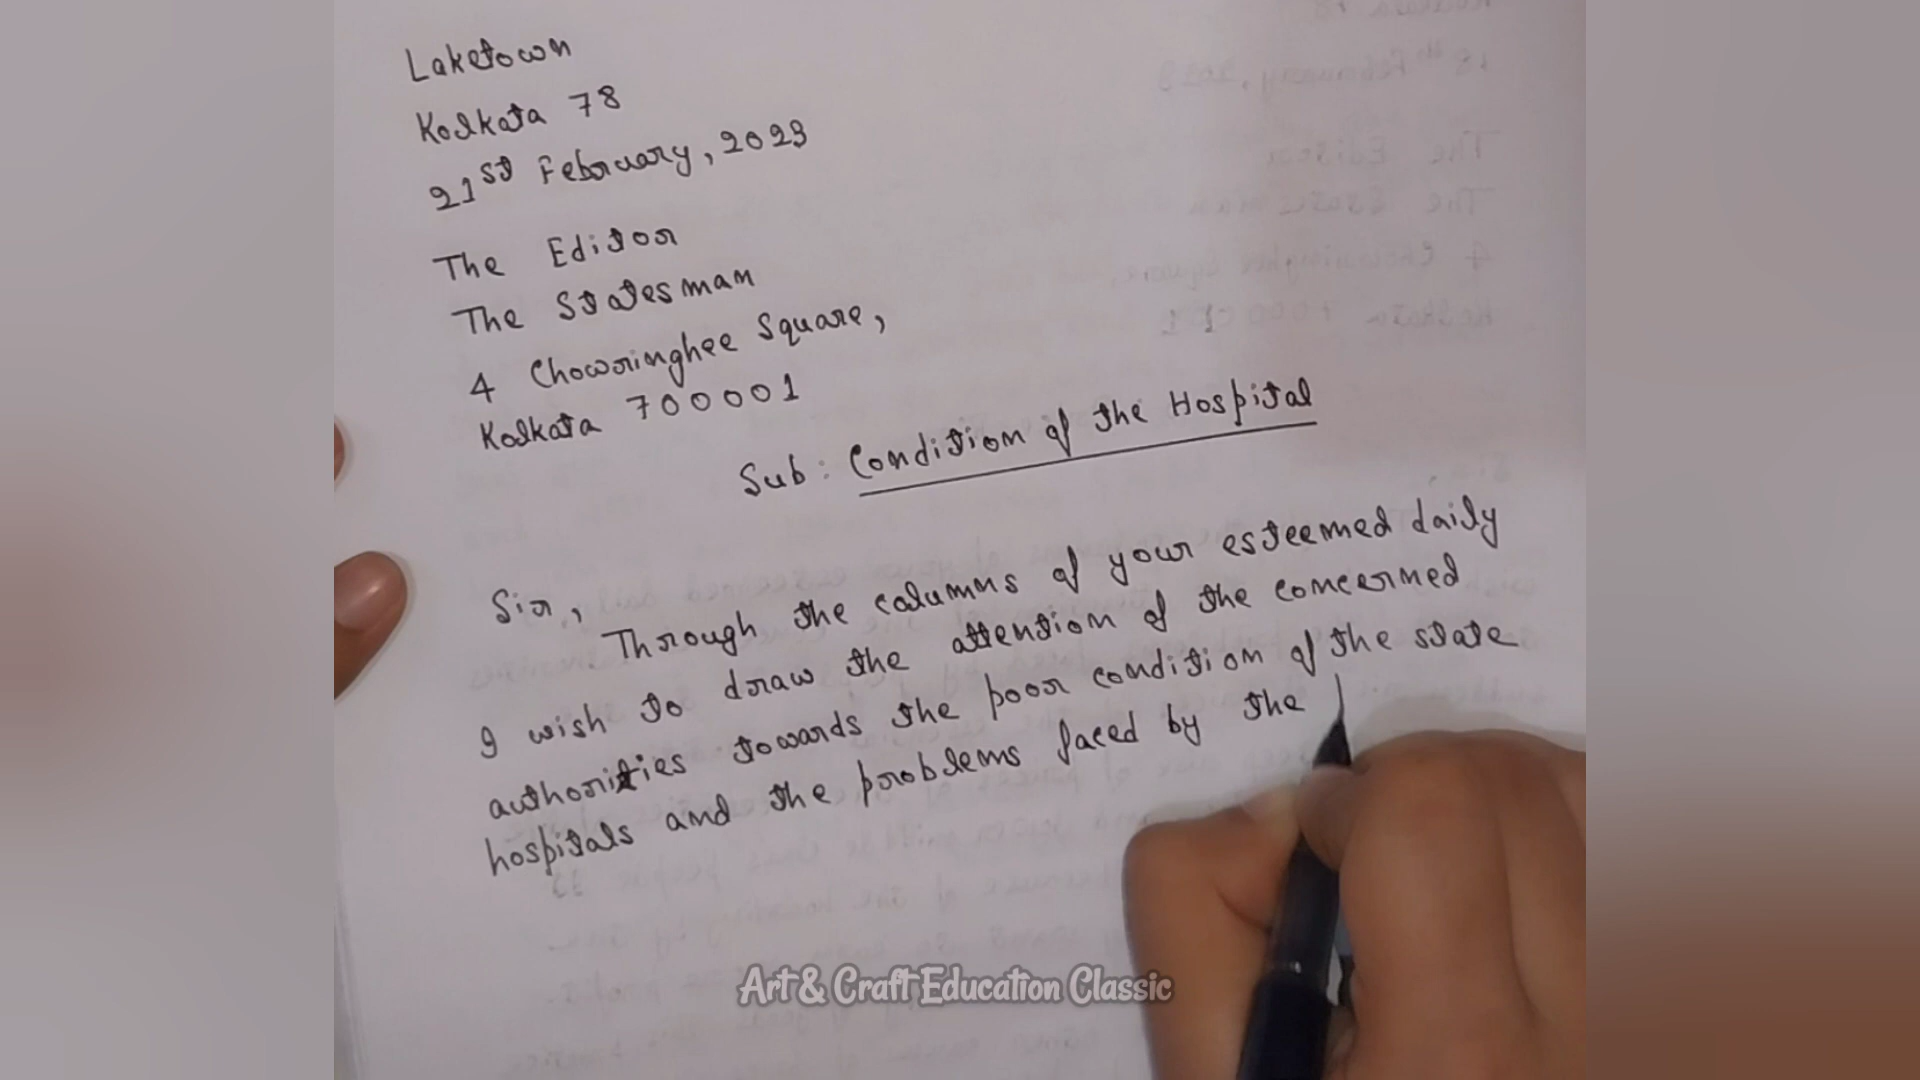 Laketown
Kolkata 78
21st February, 2023
The Editor
The Statesman
4 Chowringhee Square,
Kolkata 700001
Sub: Condition of the Hospital
Sir,
Through the columns of your esteemed daily
I wish to draw the attention of the concerned
authorities towards the poor condition of the state
hospitals and the problems faced by the
Art & Craft Education Classic